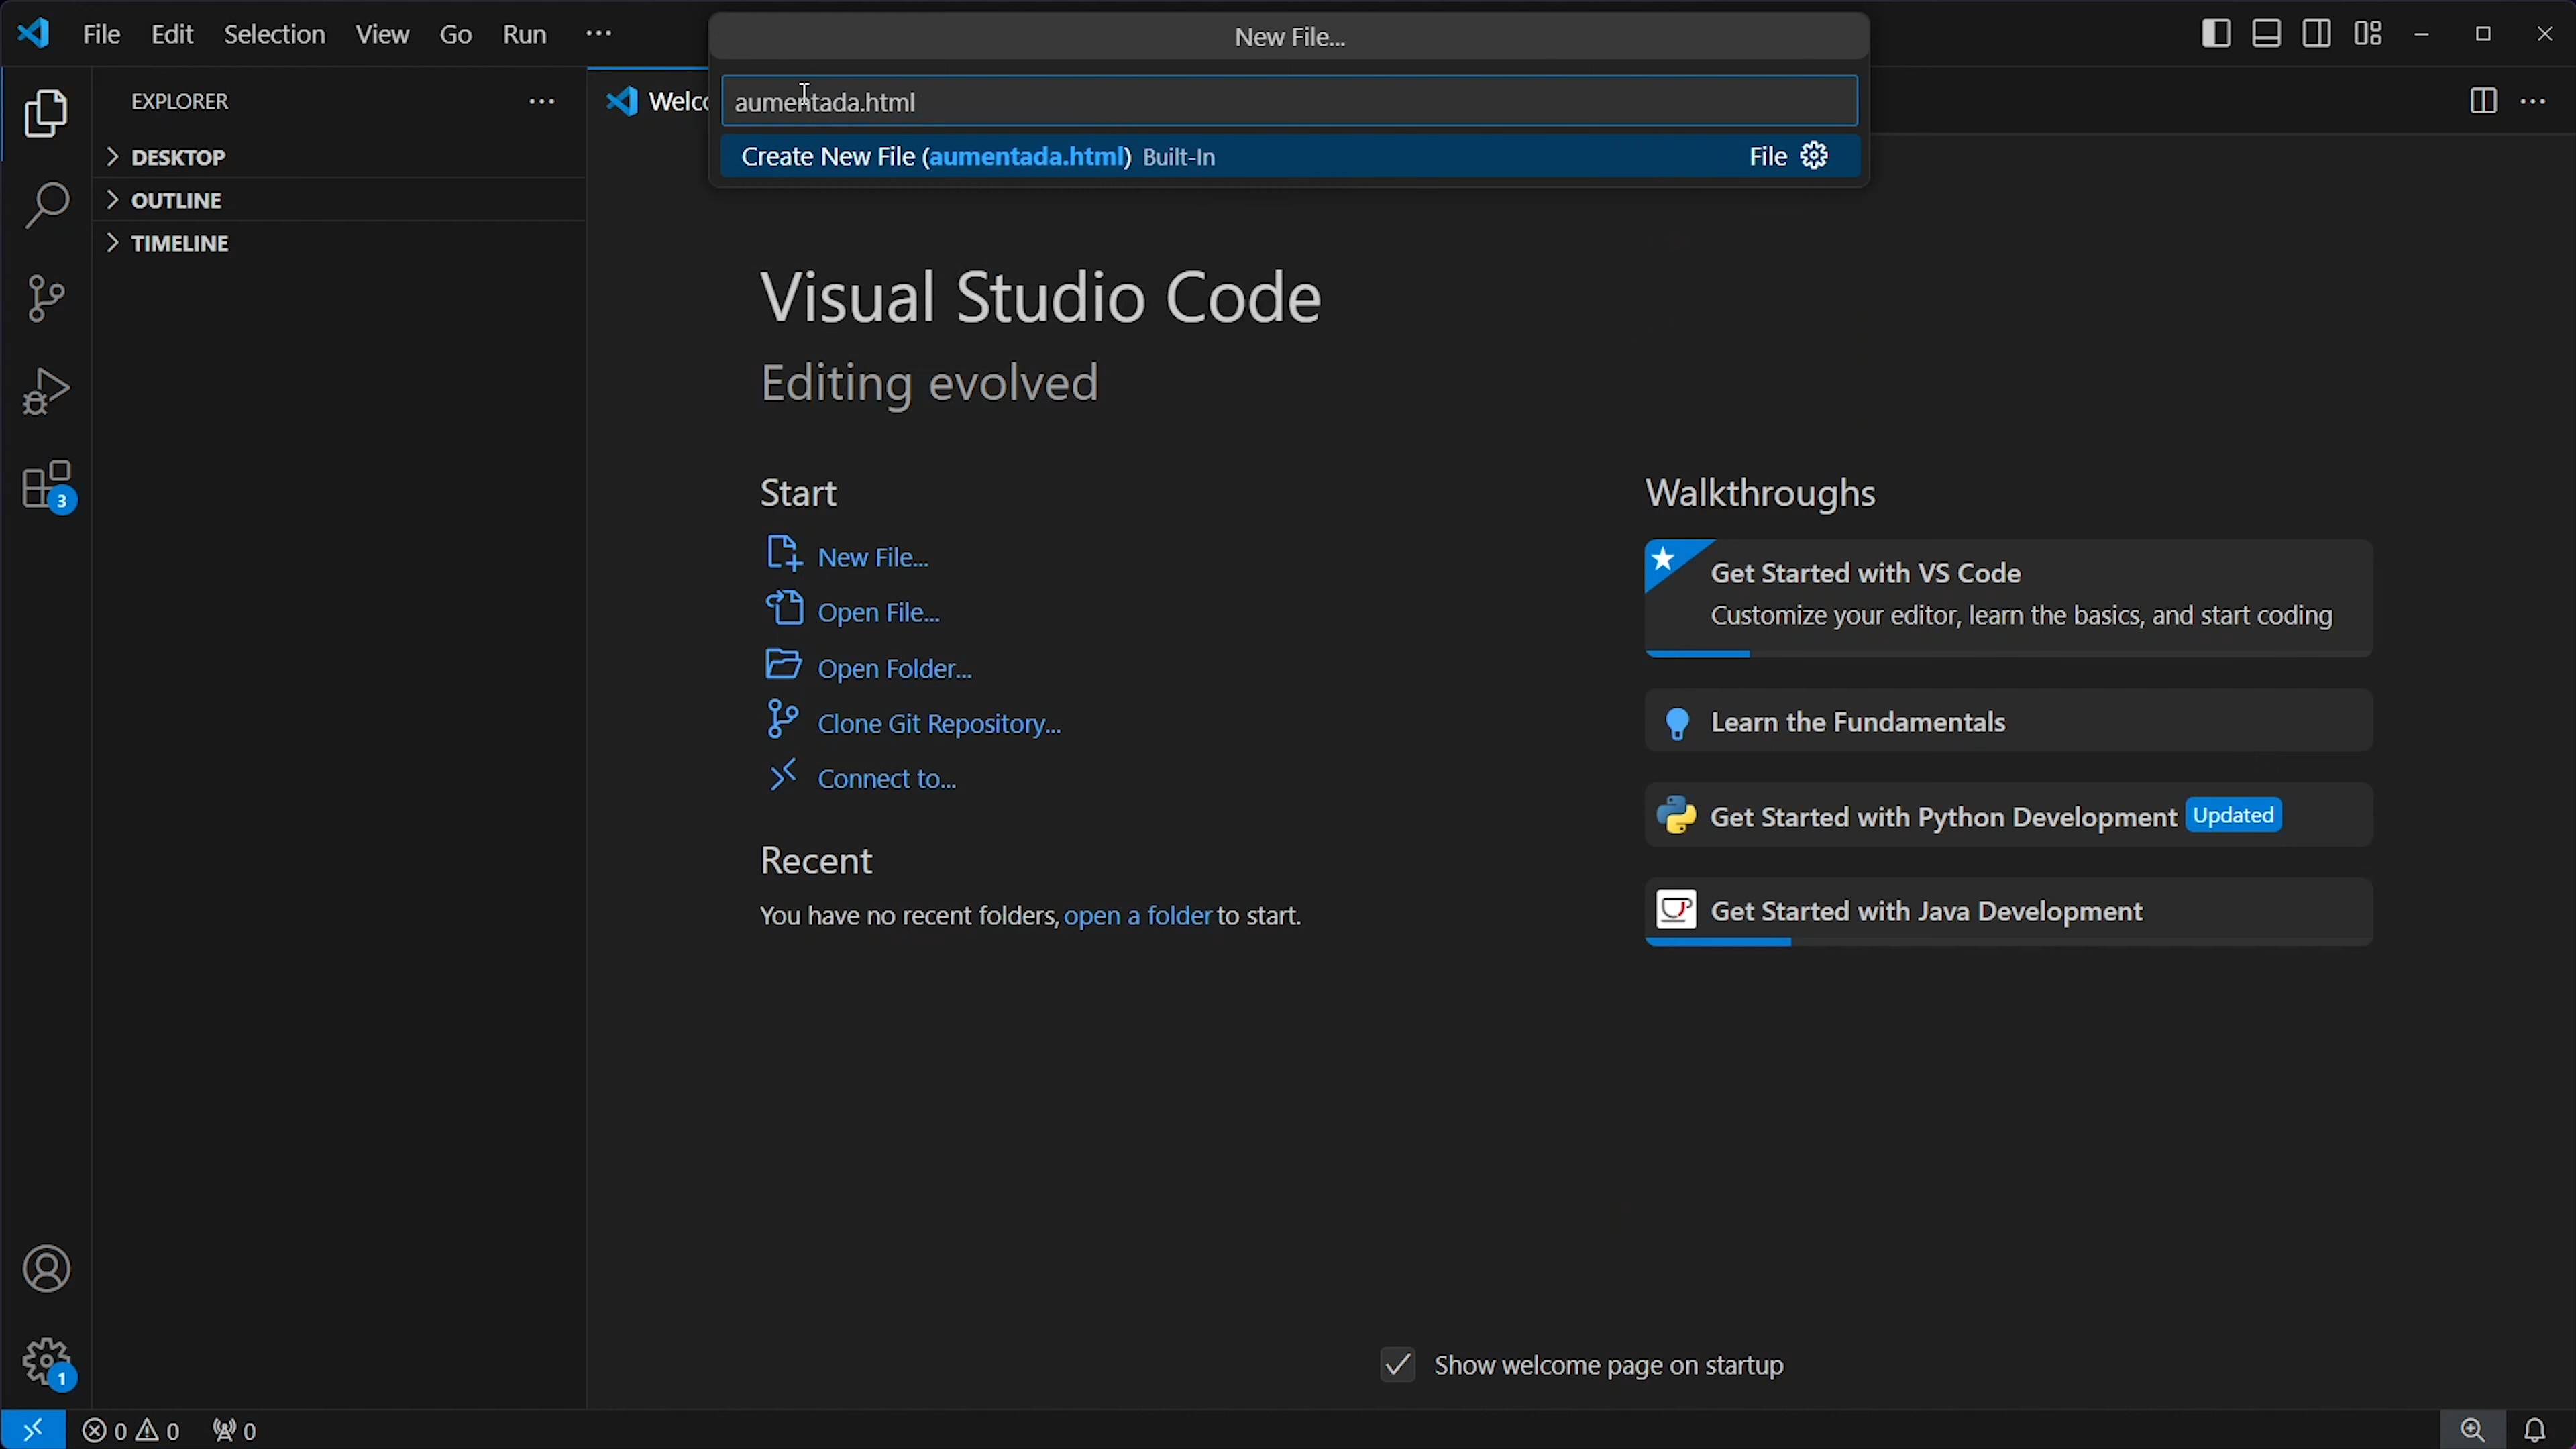 File Edit Selection View Go Run ···
New File...
aumentada.html
Create New File (aumentada.html) Built-In File
EXPLORER ···
DESKTOP
OUTLINE
TIMELINE
Welco
Visual Studio Code
Editing evolved
Start
New File...
Open File...
Open Folder...
Clone Git Repository...
Connect to...
Recent
You have no recent folders, open a folder to start.
Walkthroughs
Get Started with VS Code
Customize your editor, learn the basics, and start coding
Learn the Fundamentals
Get Started with Python Development Updated
Get Started with Java Development
3
1
Show welcome page on startup
0 0 0